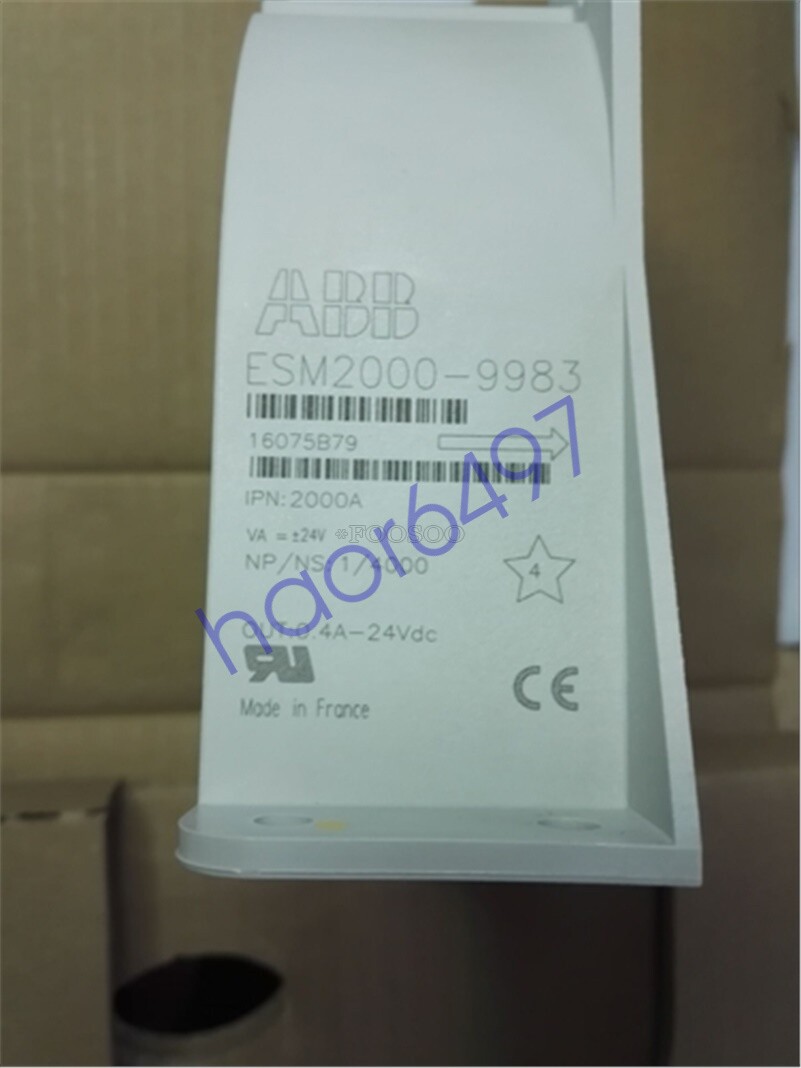 ABB
ESM2000-9983
16075B79
IPN:2000A
VA = ±24V
«FOOSOO
NP/NS:1/4000
4
OUT:0.4A-24Vdc
RU
CE
Made in France
haor6497